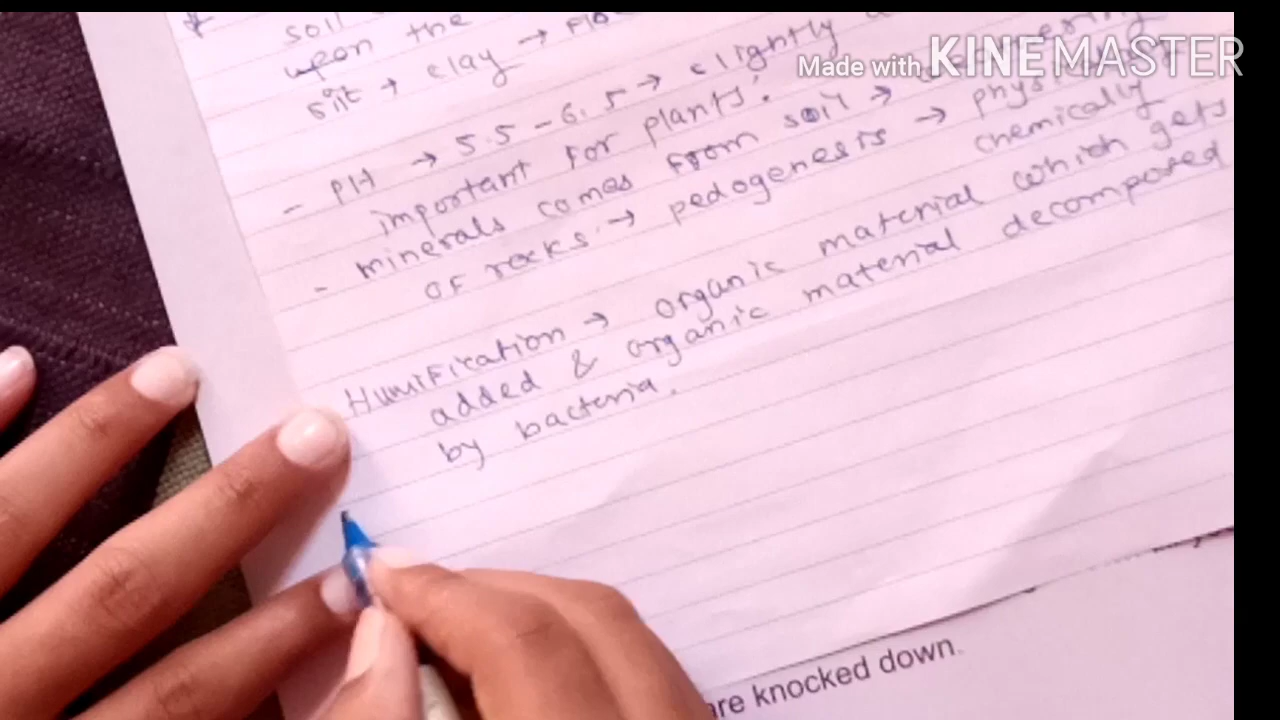 * soil
upon the
silt + clay →
- PH → 5.5 - 6.5 → slightly
important for plants.
- minerals comes from soil →
of rocks. → pedogenesis →
chemically
Humification → organic material which gets
added & organic material decomposed
by bacteria.
are knocked down.
Made with KINEMASTER